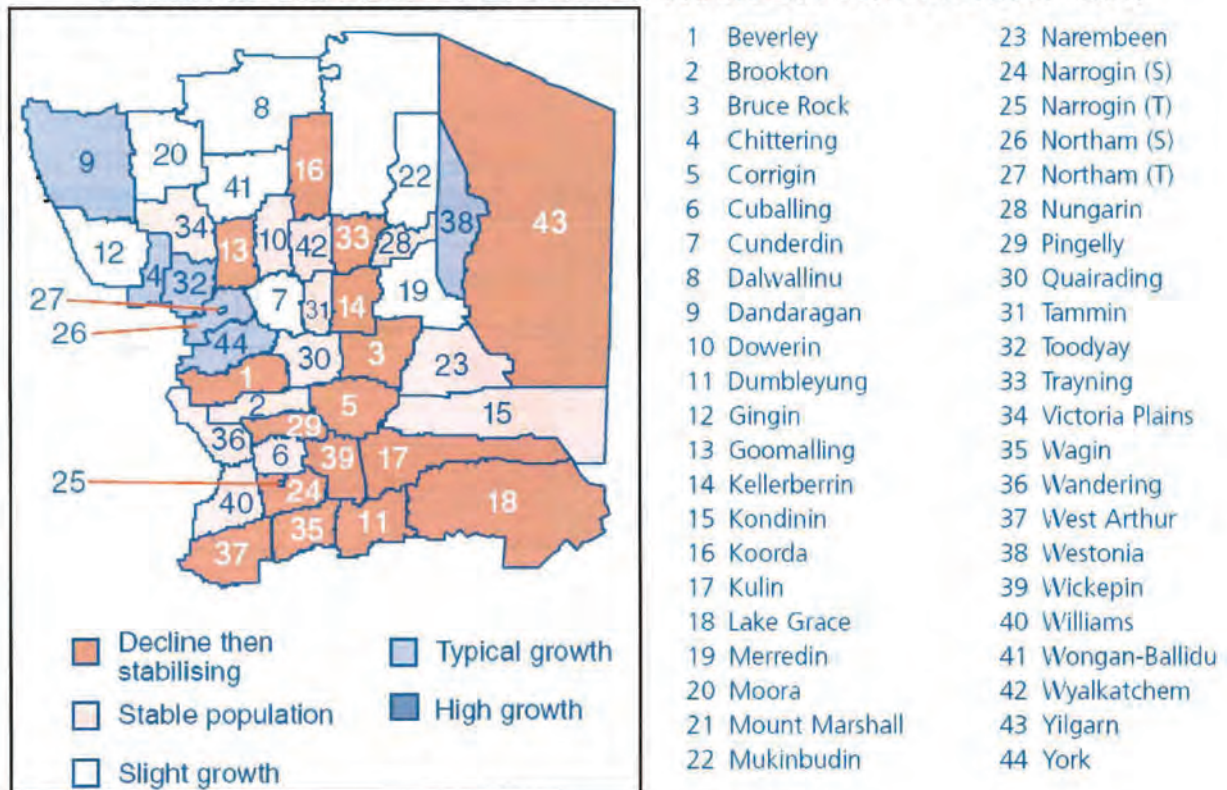 8
9
20
16
22
41
38
43
34
12
13
10
42
33
28
4
32
19
27
7
31
14
26
44
30
3
23
1
2
5
15
29
36
6
39
17
25
24
18
40
35
11
37
Decline then
stabilising
Stable population
Slight growth
Typical growth
High growth
1 Beverley
2 Brookton
3 Bruce Rock
4 Chittering
5 Corrigin
6 Cuballing
7 Cunderdin
8 Dalwallinu
9 Dandaragan
10 Dowerin
11 Dumbleyung
12 Gingin
13 Goomalling
14 Kellerberrin
15 Kondinin
16 Koorda
17 Kulin
18 Lake Grace
19 Merredin
20 Moora
21 Mount Marshall
22 Mukinbudin
23 Narembeen
24 Narrogin (S)
25 Narrogin (T)
26 Northam (S)
27 Northam (T)
28 Nungarin
29 Pingelly
30 Quairading
31 Tammin
32 Toodyay
33 Trayning
34 Victoria Plains
35 Wagin
36 Wandering
37 West Arthur
38 Westonia
39 Wickepin
40 Williams
41 Wongan-Ballidu
42 Wyalkatchem
43 Yilgarn
44 York